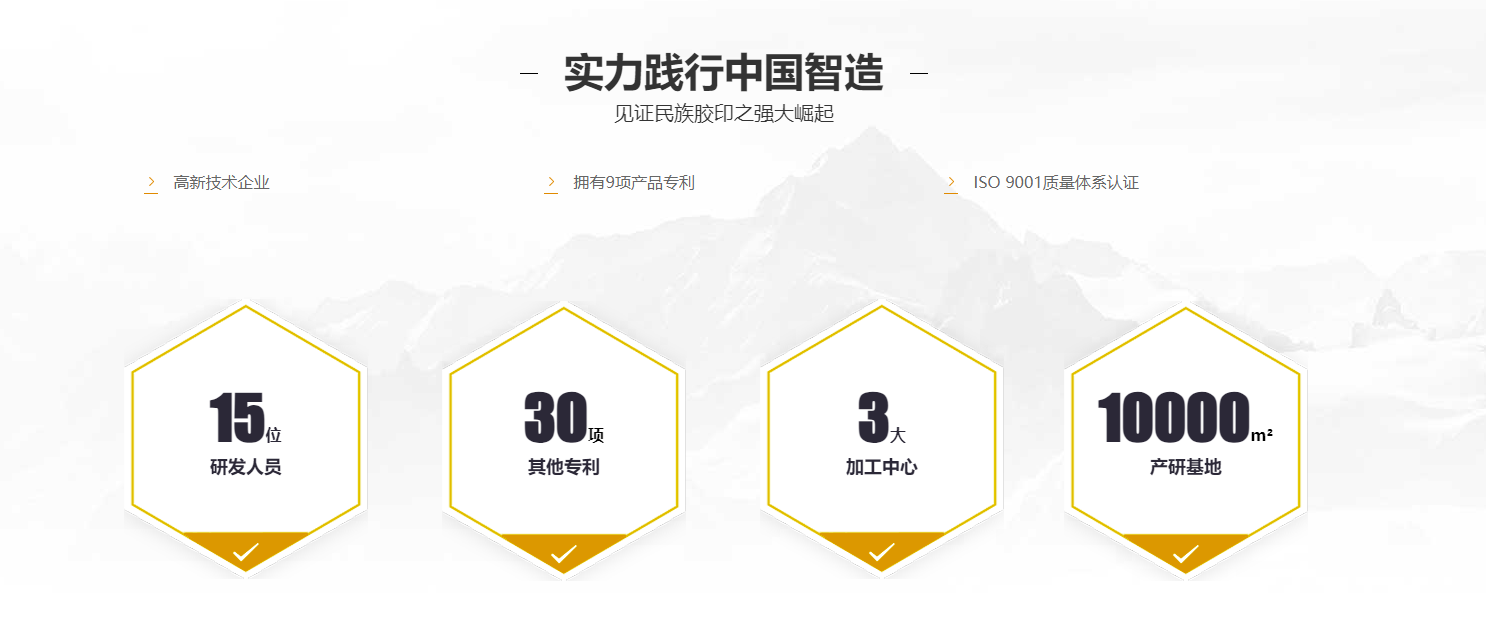 实力践行中国智造
见证民族胶印之强大崛起
高新技术企业
拥有9项产品专利
ISO 9001质量体系认证
15位
研发人员
30项
其他专利
3大
加工中心
10000m²
产研基地